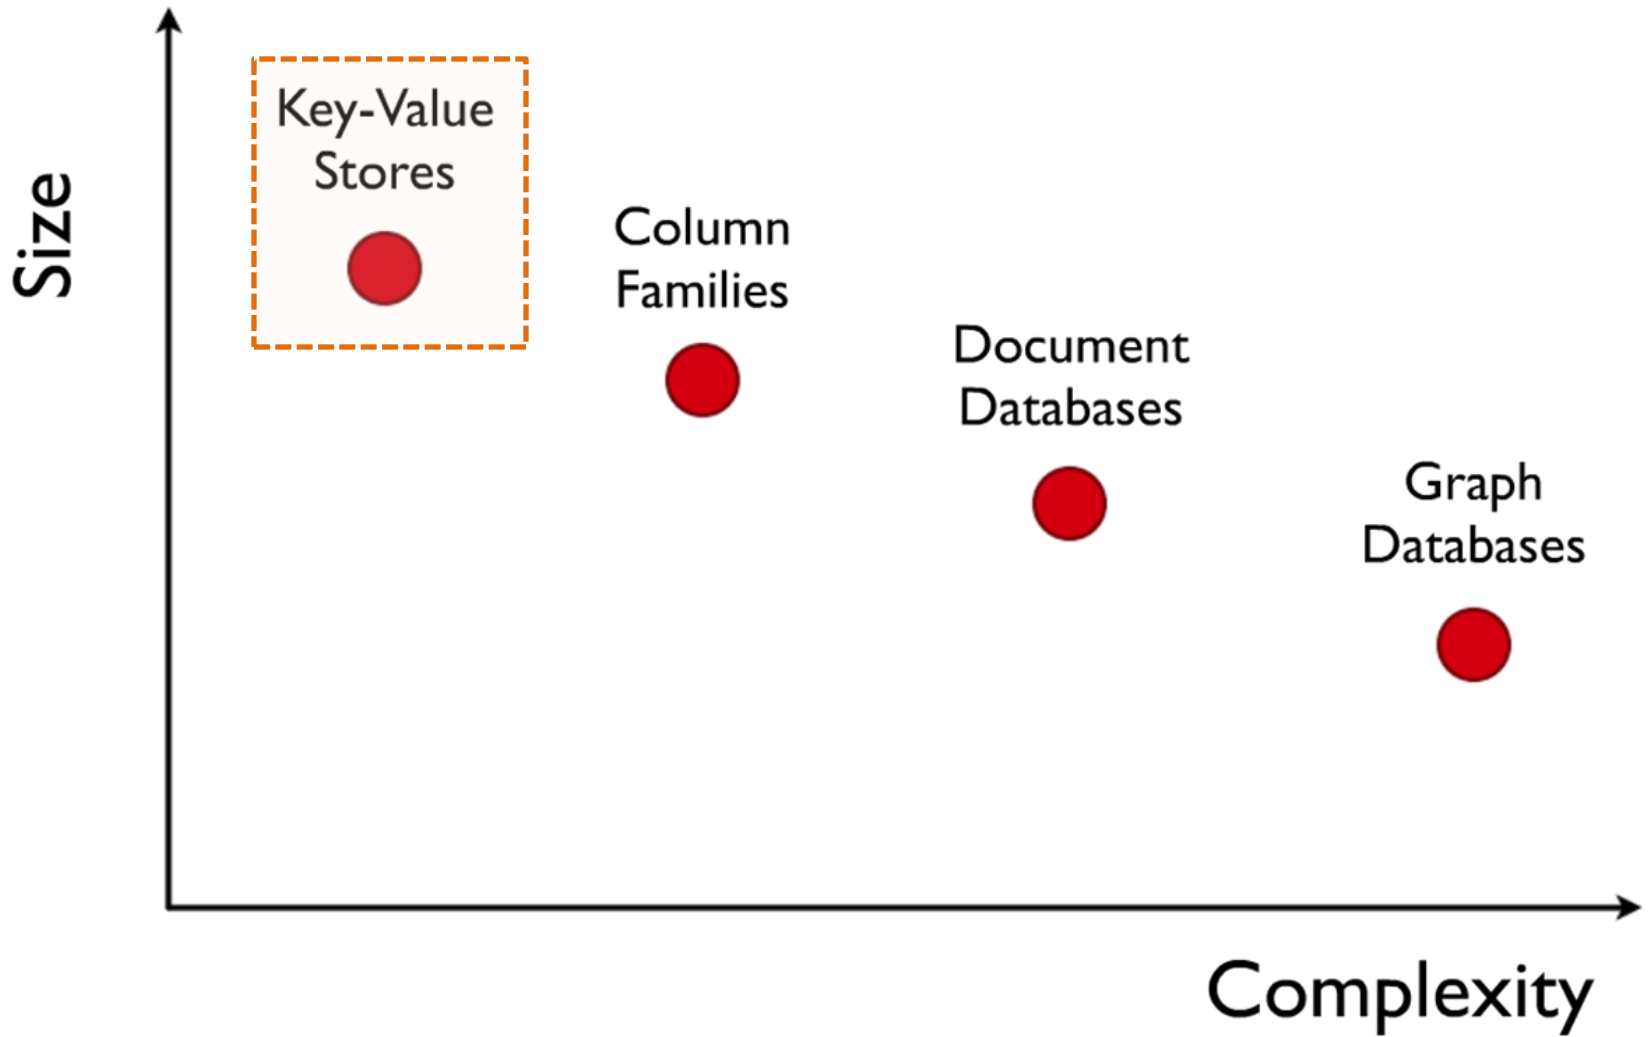 Size
Key-Value
Stores
Column
Families
Document
Databases
Graph
Databases
Complexity